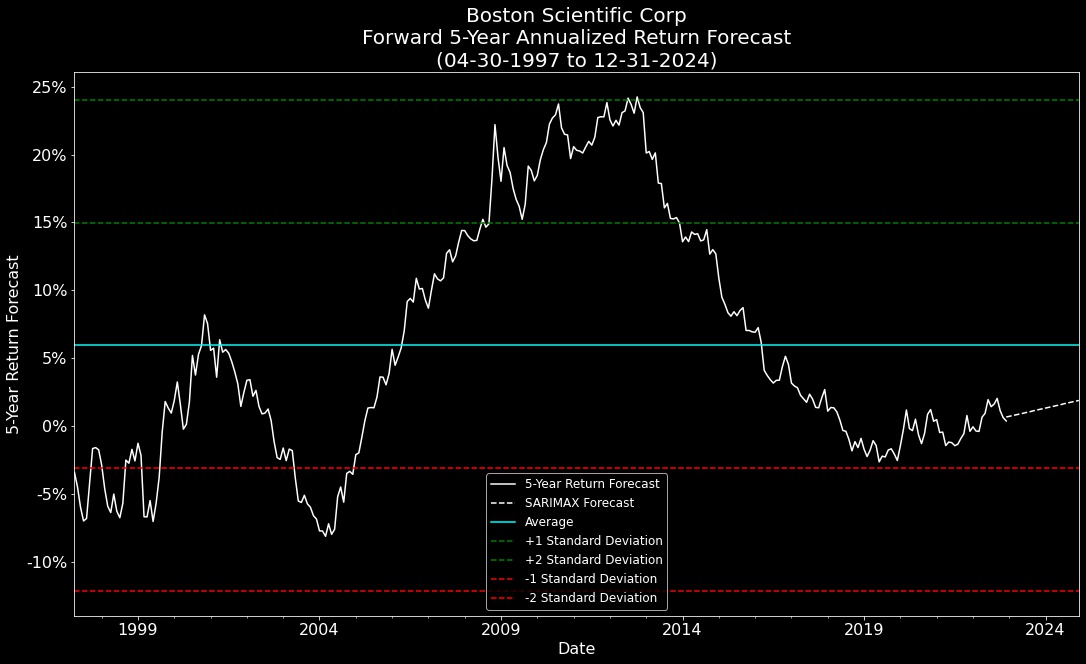 Boston Scientific Corp
Forward 5-Year Annualized Return Forecast
(04-30-1997 to 12-31-2024)
5-Year Return Forecast
25%
20%
15%
10%
5%
0%
-5%
-10%
5-Year Return Forecast
SARIMAX Forecast
Average
+1 Standard Deviation
+2 Standard Deviation
-1 Standard Deviation
-2 Standard Deviation
1999 2004 2009 2014 2019 2024
Date